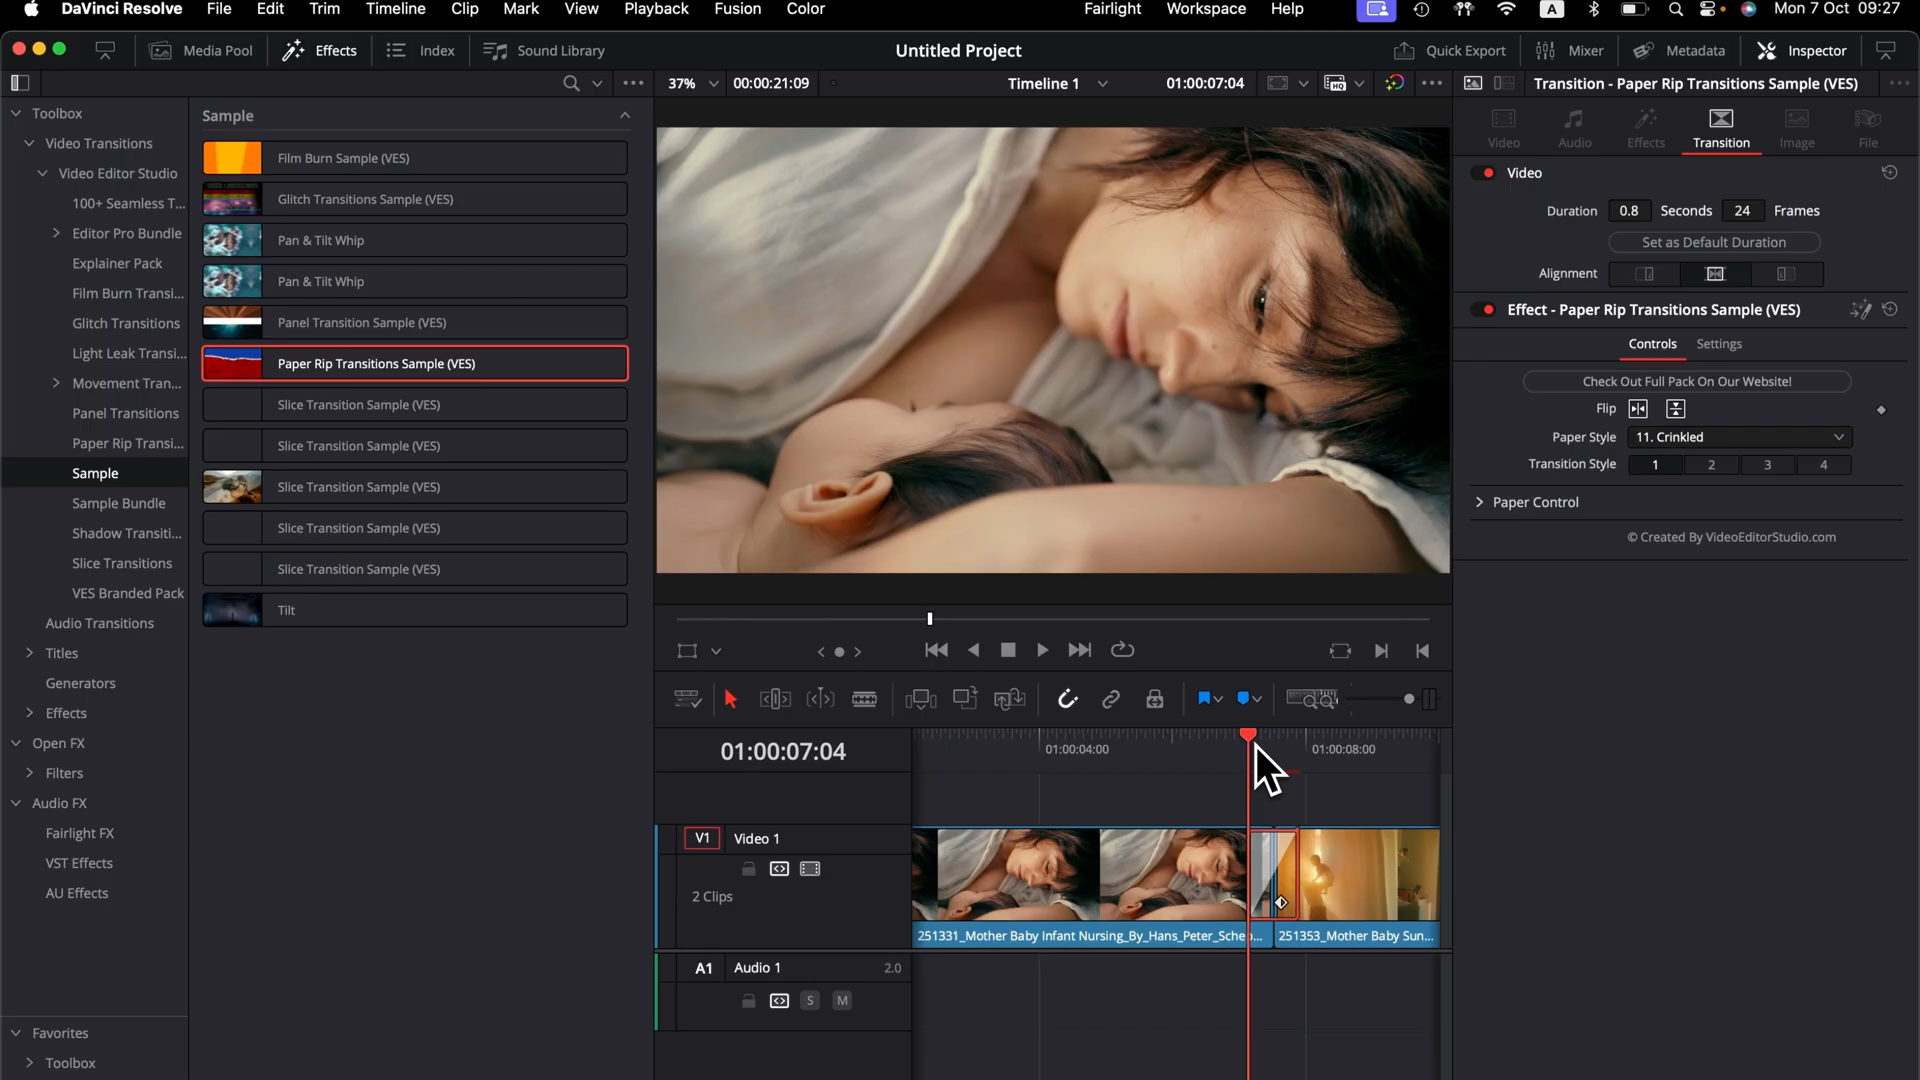 DaVinci Resolve File Edit Trim Timeline Clip Mark View Playback Fusion Color Fairlight Workspace Help A Mon 7 Oct 09:27
Media Pool Effects Index Sound Library Untitled Project Quick Export Mixer Metadata Inspector
37% 00:00:21:09 Timeline 1 01:00:07:04 HQ Transition - Paper Rip Transitions Sample (VES)
Toolbox
Video Transitions
Video Editor Studio
100+ Seamless T...
Editor Pro Bundle
Explainer Pack
Film Burn Transi...
Glitch Transitions
Light Leak Transi...
Movement Tran...
Panel Transitions
Paper Rip Transi...
Sample
Sample Bundle
Shadow Transiti...
Slice Transitions
VES Branded Pack
Audio Transitions
Titles
Generators
Effects
Open FX
Filters
Audio FX
Fairlight FX
VST Effects
AU Effects
Favorites
Toolbox
Sample
Film Burn Sample (VES)
Glitch Transitions Sample (VES)
Pan & Tilt Whip
Pan & Tilt Whip
Panel Transition Sample (VES)
Paper Rip Transitions Sample (VES)
Slice Transition Sample (VES)
Slice Transition Sample (VES)
Slice Transition Sample (VES)
Slice Transition Sample (VES)
Slice Transition Sample (VES)
Tilt
Video Audio Effects Transition Image File
Video
Duration 0.8 Seconds 24 Frames
Set as Default Duration
Alignment
Effect - Paper Rip Transitions Sample (VES)
Controls Settings
Check Out Full Pack On Our Website!
Flip
Paper Style 11. Crinkled
Transition Style 1 2 3 4
Paper Control
© Created By VideoEditorStudio.com
01:00:07:04 01:00:04:00 01:00:08:00
V1 Video 1
2 Clips
251331_Mother Baby Infant Nursing_By_Hans_Peter_Sche... 251353_Mother Baby Sun...
A1 Audio 1 2.0
S M